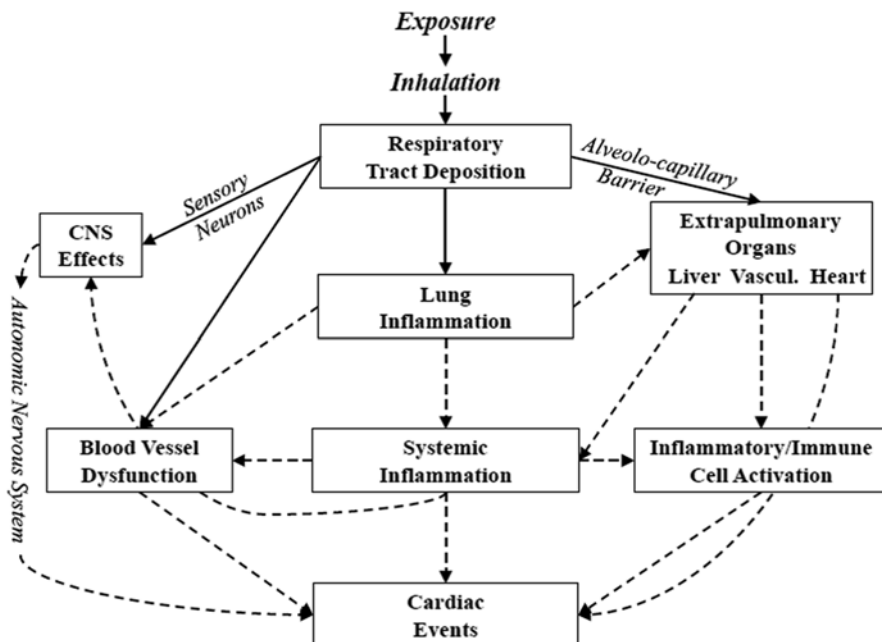 Exposure
Inhalation
Respiratory
Tract Deposition
Sensory
Neurons
Alveolo-capillary
Barrier
CNS
Effects
Extrapulmonary
Organs
Liver Vascul. Heart
Lung
Inflammation
Autonomic Nervous System
Blood Vessel
Dysfunction
Systemic
Inflammation
Inflammatory/Immune
Cell Activation
Cardiac
Events